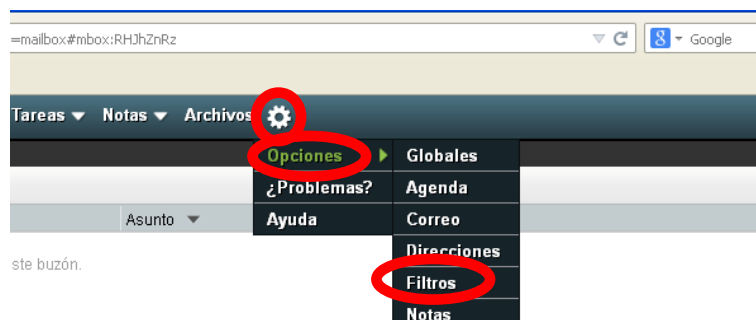 =mailbox#mbox:RHJhZnRz Google
Tareas Notas Archivos
Opciones Globales
¿Problemas? Agenda
Ayuda Correo
Asunto
Direcciones
ste buzón.
Filtros
Notas